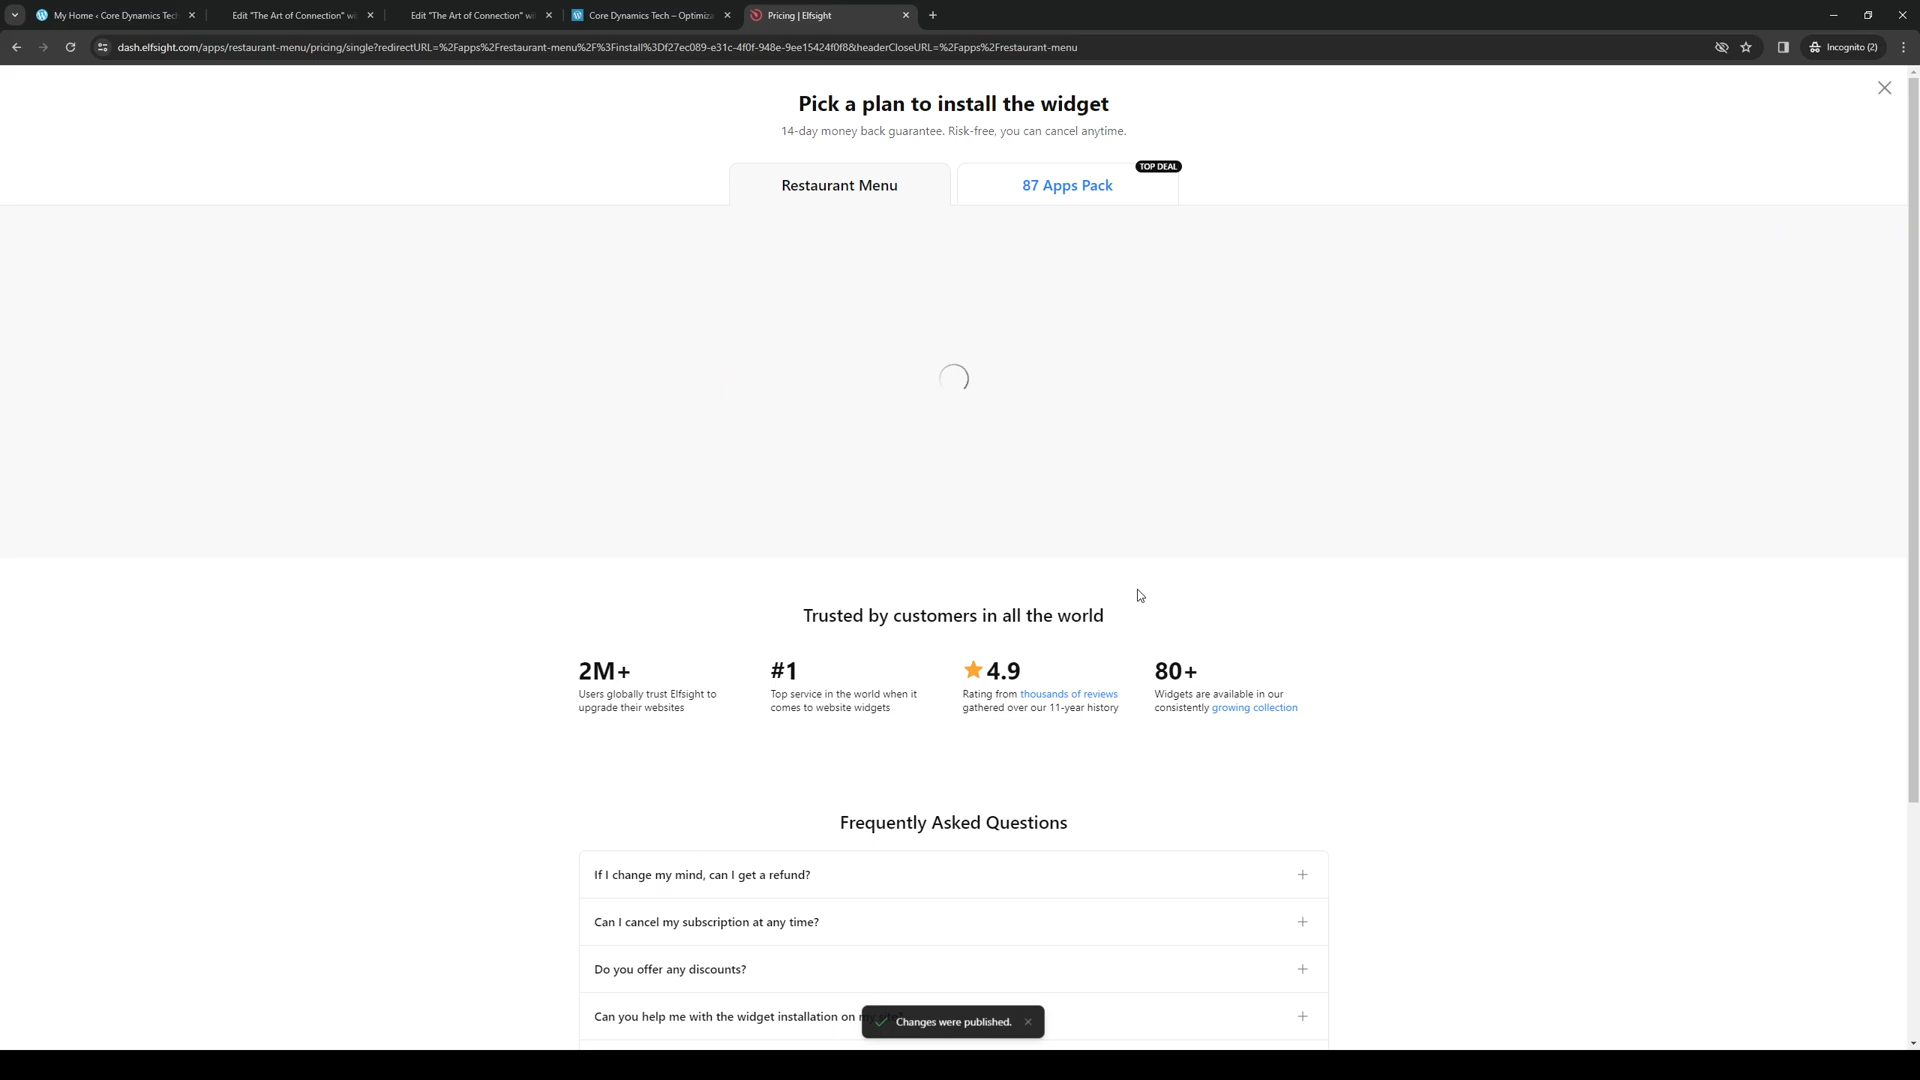 My Home ‹ Core Dynamics Tech
Edit "The Art of Connection" wi
Edit "The Art of Connection" wi
Core Dynamics Tech – Optimiza
Pricing | Elfsight
dash.elfsight.com/apps/restaurant-menu/pricing/single?redirectURL=%2Fapps%2Frestaurant-menu%2F%3Finstall%3Df27ec089-e31c-4f0f-948e-9ee15424f0f8&headerCloseURL=%2Fapps%2Frestaurant-menu
Incognito (2)
Pick a plan to install the widget
14-day money back guarantee. Risk-free, you can cancel anytime.
TOP DEAL
Restaurant Menu
87 Apps Pack
Trusted by customers in all the world
2M+
Users globally trust Elfsight to
upgrade their websites
#1
Top service in the world when it
comes to website widgets
4.9
Rating from thousands of reviews
gathered over our 11-year history
80+
Widgets are available in our
consistently growing collection
Frequently Asked Questions
If I change my mind, can I get a refund?
Can I cancel my subscription at any time?
Do you offer any discounts?
Can you help me with the widget installation on my site?
Changes were published.